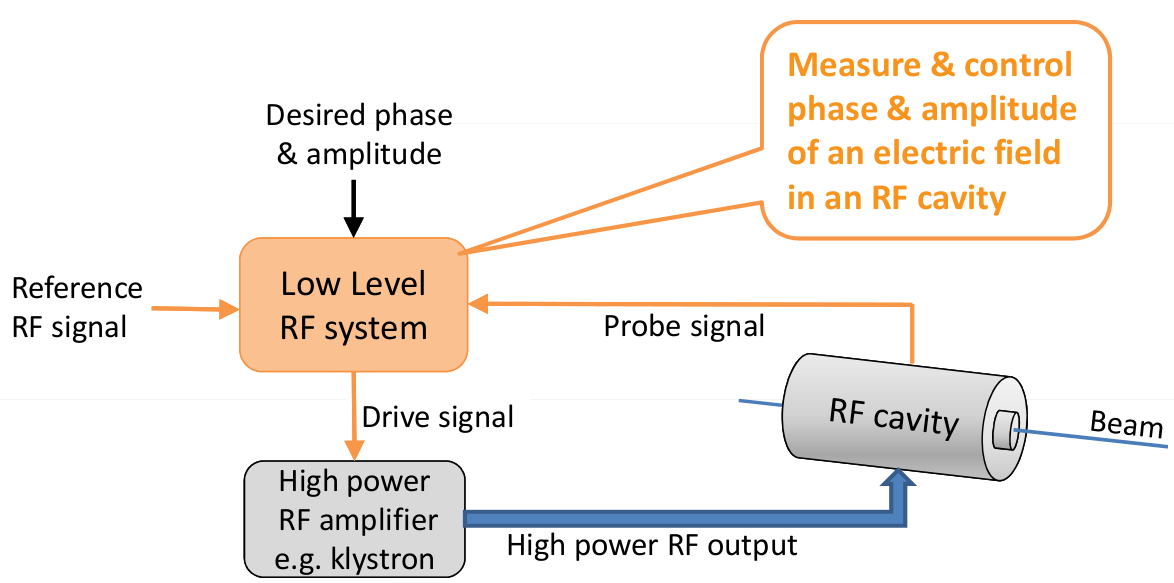 Measure & control
phase & amplitude
of an electric field
in an RF cavity
Desired phase
& amplitude
Reference
RF signal
Low Level
RF system
Probe signal
Drive signal
RF cavity
Beam
High power
RF amplifier
e.g. klystron
High power RF output